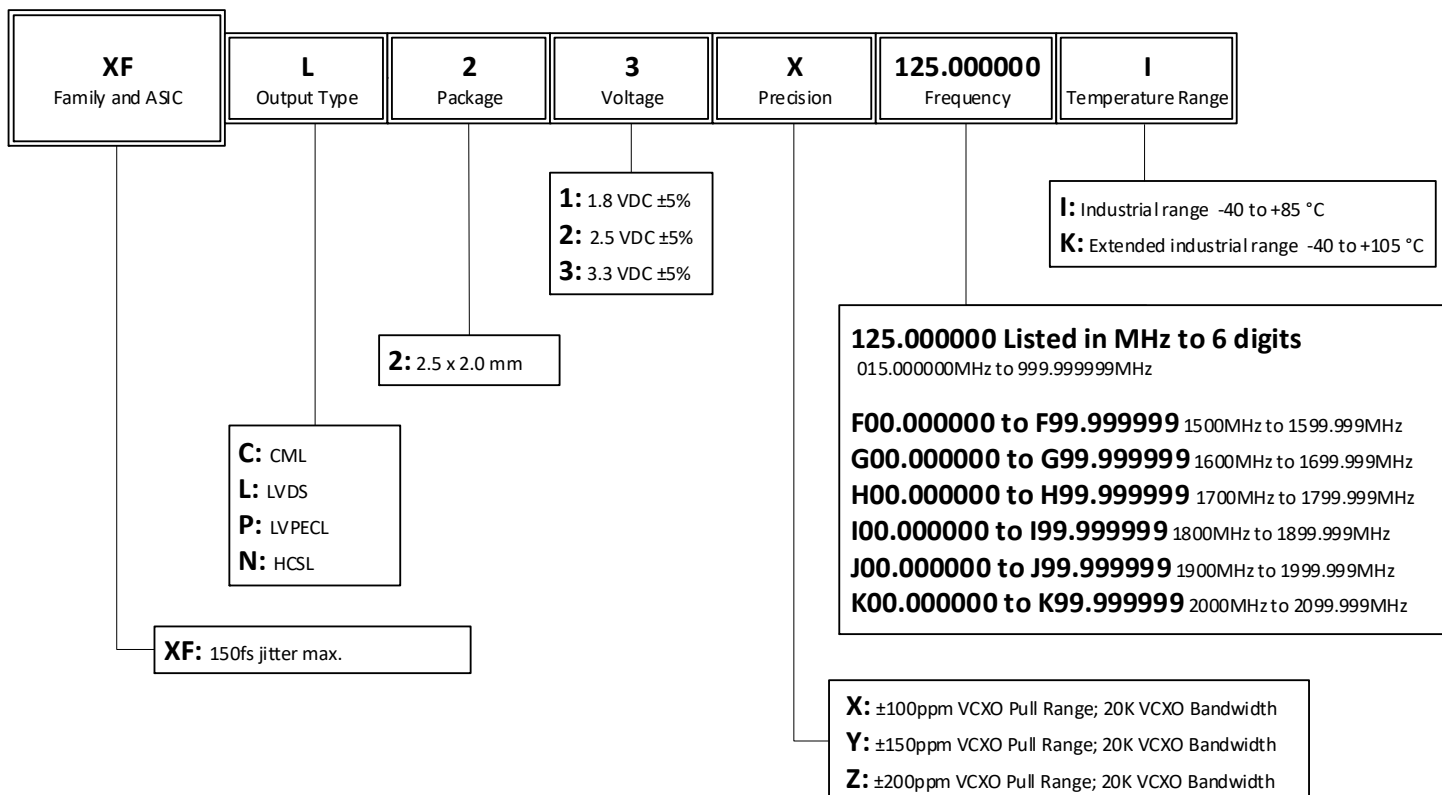 XF
Family and ASIC
L
Output Type
2
Package
3
Voltage
X
Precision
125.000000
Frequency
I
Temperature Range
1: 1.8 VDC ±5%
2: 2.5 VDC ±5%
3: 3.3 VDC ±5%
I: Industrial range -40 to +85 °C
K: Extended industrial range -40 to +105 °C
2: 2.5 x 2.0 mm
125.000000 Listed in MHz to 6 digits
015.000000MHz to 999.999999MHz
F00.000000 to F99.999999 1500MHz to 1599.999MHz
G00.000000 to G99.999999 1600MHz to 1699.999MHz
H00.000000 to H99.999999 1700MHz to 1799.999MHz
I00.000000 to I99.999999 1800MHz to 1899.999MHz
J00.000000 to J99.999999 1900MHz to 1999.999MHz
K00.000000 to K99.999999 2000MHz to 2099.999MHz
C: CML
L: LVDS
P: LVPECL
N: HCSL
XF: 150fs jitter max.
X: ±100ppm VCXO Pull Range; 20K VCXO Bandwidth
Y: ±150ppm VCXO Pull Range; 20K VCXO Bandwidth
Z: ±200ppm VCXO Pull Range; 20K VCXO Bandwidth